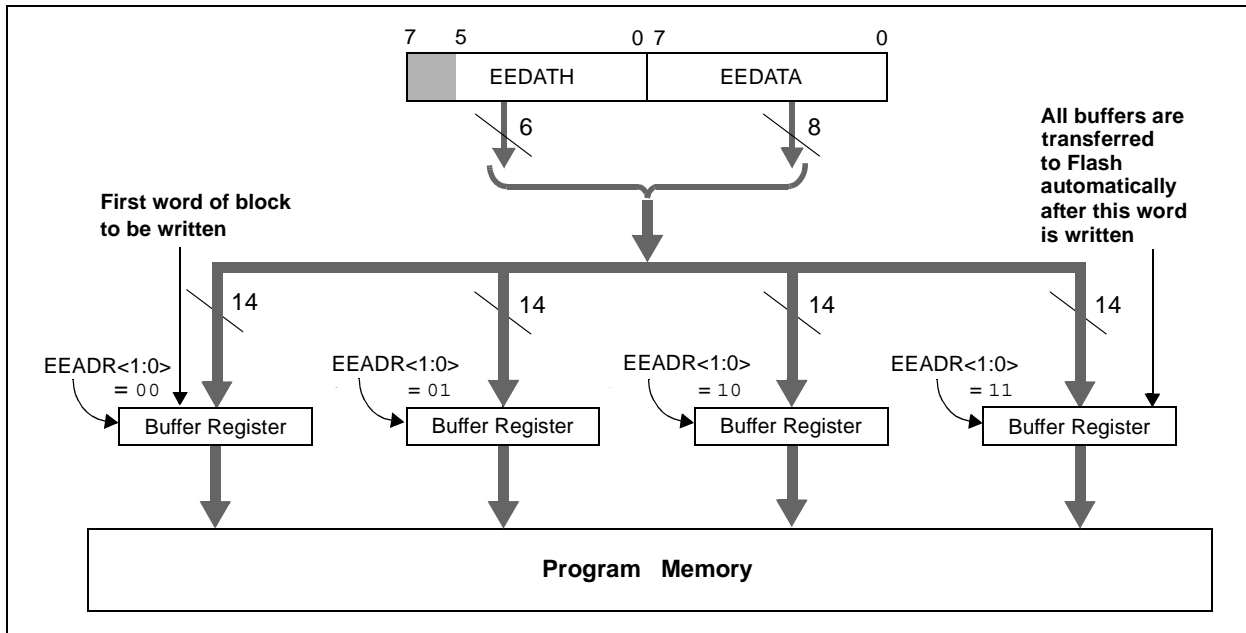 7 5 0 7 0
EEDATH EEDATA
6 8
All buffers are
transferred
to Flash
automatically
after this word
is written
First word of block
to be written
14 14 14 14
EEADR<1:0> EEADR<1:0> EEADR<1:0> EEADR<1:0>
= 00 = 01 = 10 = 11
Buffer Register Buffer Register Buffer Register Buffer Register
Program Memory